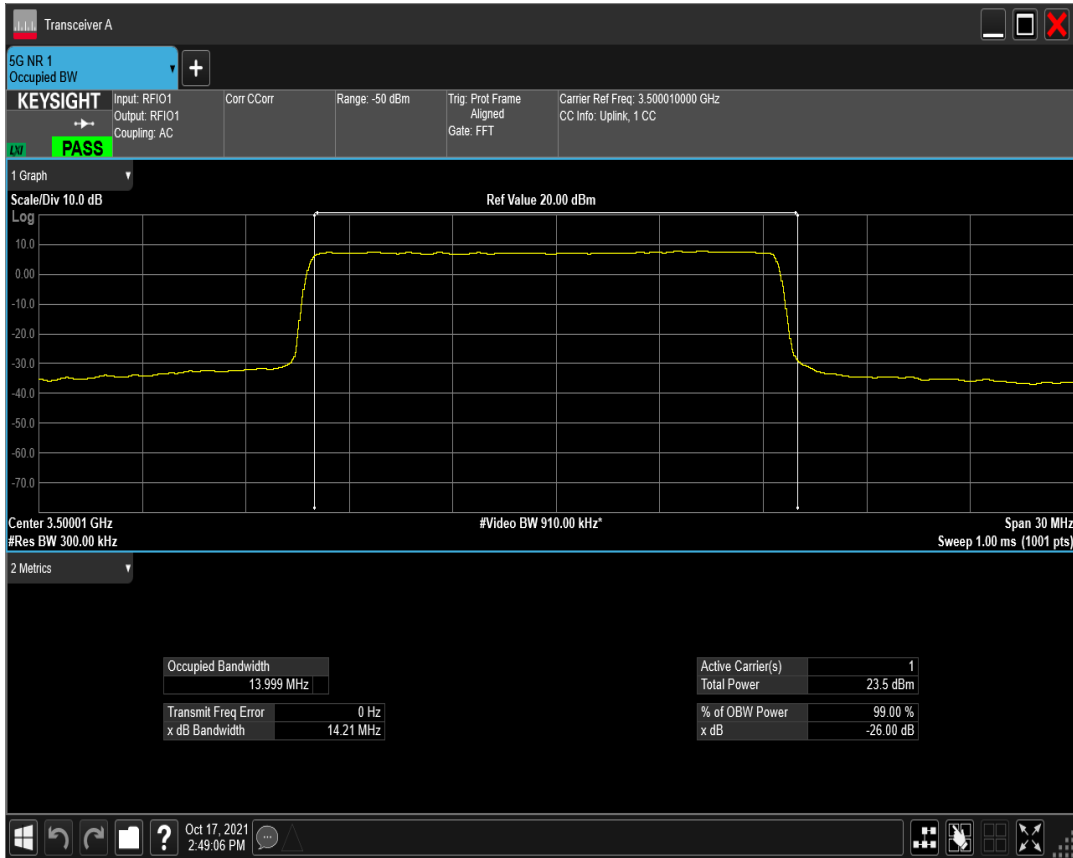 Transceiver A
5G NR 1
Occupied BW
KEYSIGHT
LXI
PASS
Input: RFIO1
Output: RFIO1
Coupling: AC
Corr CCorr
Range: -50 dBm
Trig: Prot Frame
Aligned
Gate: FFT
Carrier Ref Freq: 3.500010000 GHz
CC Info: Uplink, 1 CC
1 Graph
Scale/Div 10.0 dB
Ref Value 20.00 dBm
Log
10.0
0.00
-10.0
-20.0
-30.0
-40.0
-50.0
-60.0
-70.0
Center 3.50001 GHz
#Video BW 910.00 kHz*
Span 30 MHz
#Res BW 300.00 kHz
Sweep 1.00 ms (1001 pts)
2 Metrics
Occupied Bandwidth
13.999 MHz
Transmit Freq Error 0 Hz
x dB Bandwidth 14.21 MHz
Active Carrier(s) 1
Total Power 23.5 dBm
% of OBW Power 99.00 %
x dB -26.00 dB
?
Oct 17, 2021
2:49:06 PM